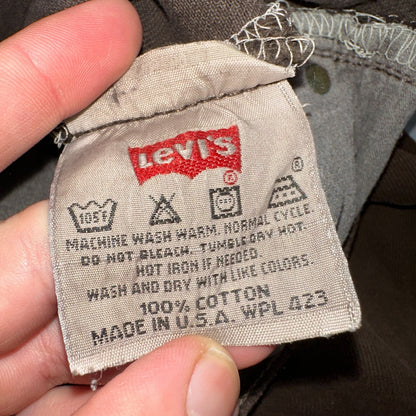 Levi's
®
105F
MACHINE WASH WARM. NORMAL CYCLE.
DO NOT BLEACH. TUMBLE DRY HOT.
HOT IRON IF NEEDED.
WASH AND DRY WITH LIKE COLORS.
100% COTTON
MADE IN U.S.A. WPL 423